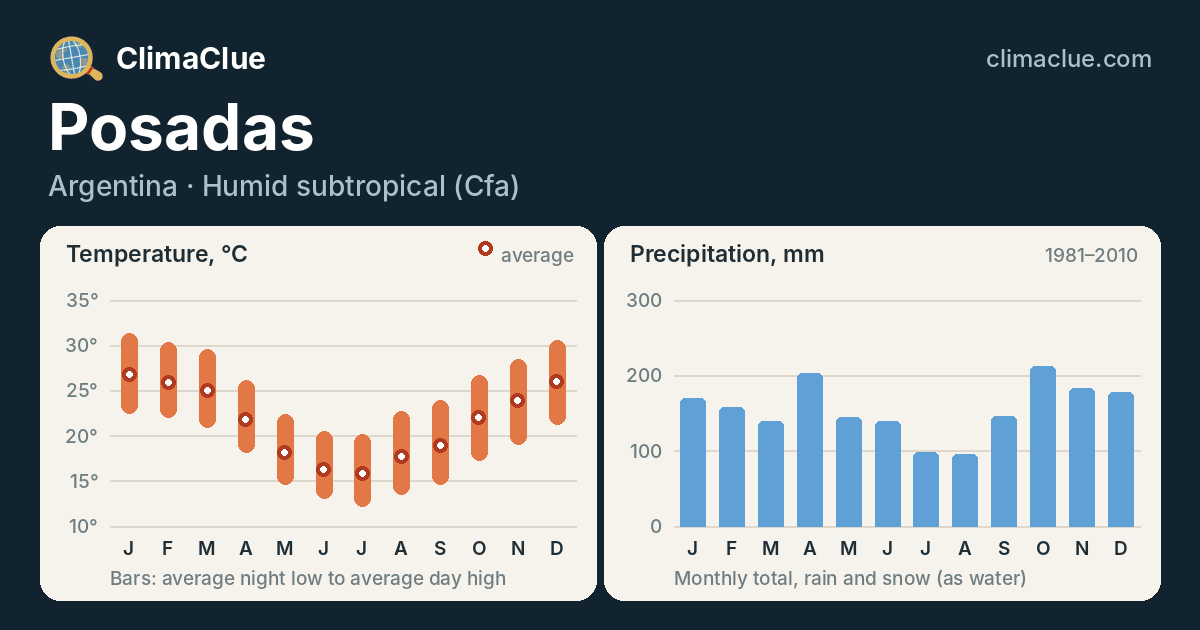 ClimaClue
climaclue.com
Posadas
Argentina · Humid subtropical (Cfa)
Temperature, °C
average
35°
30°
25°
20°
15°
10°
J F M A M J J A S O N D
Bars: average night low to average day high
Precipitation, mm
1981–2010
300
200
100
0
J F M A M J J A S O N D
Monthly total, rain and snow (as water)